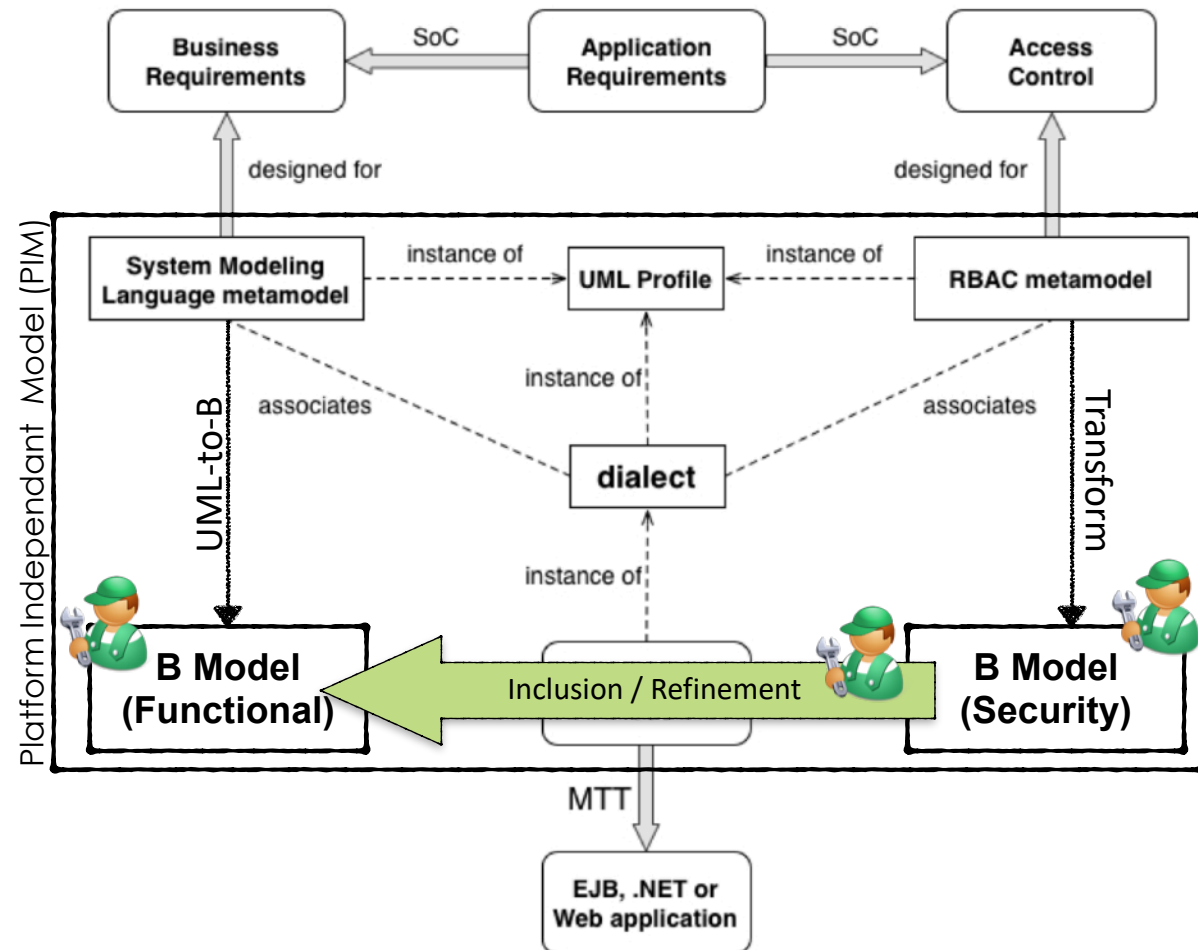 Business
Requirements
SoC
Application
Requirements
SoC
Access
Control
designed for
designed for
Platform Independant Model (PIM)
System Modeling
Language metamodel
instance of
UML Profile
instance of
RBAC metamodel
instance of
associates
associates
UML-to-B
Transform
dialect
instance of
B Model
(Functional)
Inclusion / Refinement
B Model
(Security)
MTT
EJB, .NET or
Web application